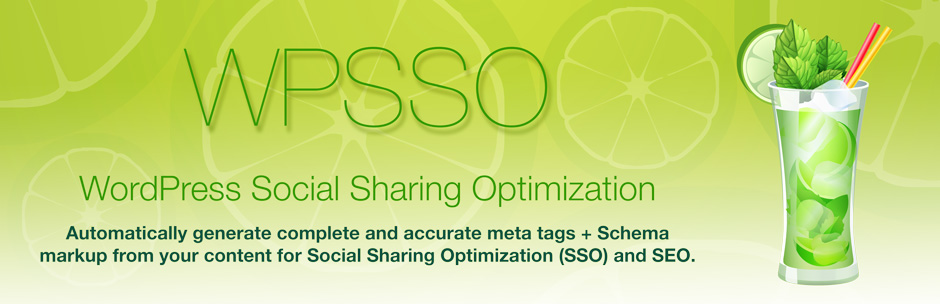 WPSSO
WordPress Social Sharing Optimization
Automatically generate complete and accurate meta tags + Schema
markup from your content for Social Sharing Optimization (SSO) and SEO.